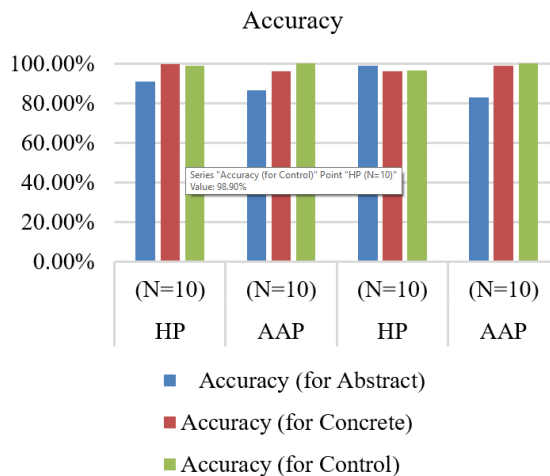 Accuracy
100.00%
80.00%
60.00%
40.00%
20.00%
0.00%
Series "Accuracy (for Control)" Point "HP (N=10)"
Value: 98.90%
(N=10) (N=10) (N=10) (N=10)
HP AAP HP AAP
Accuracy (for Abstract)
Accuracy (for Concrete)
Accuracy (for Control)